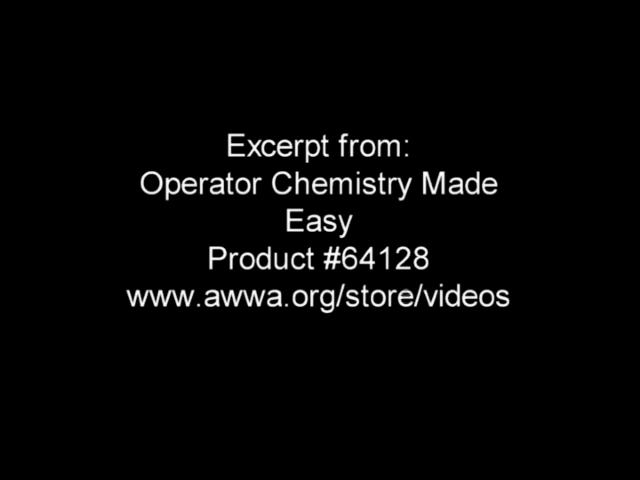 Excerpt from:
Operator Chemistry Made
Easy
Product #64128
www.awwa.org/store/videos